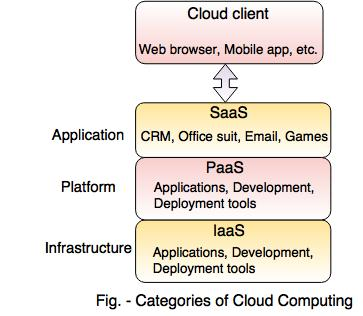 Cloud client
Web browser, Mobile app, etc.
SaaS
Application
CRM, Office suit, Email, Games
PaaS
Platform
Applications, Development,
Deployment tools
IaaS
Infrastructure
Applications, Development,
Deployment tools
Fig. - Categories of Cloud Computing